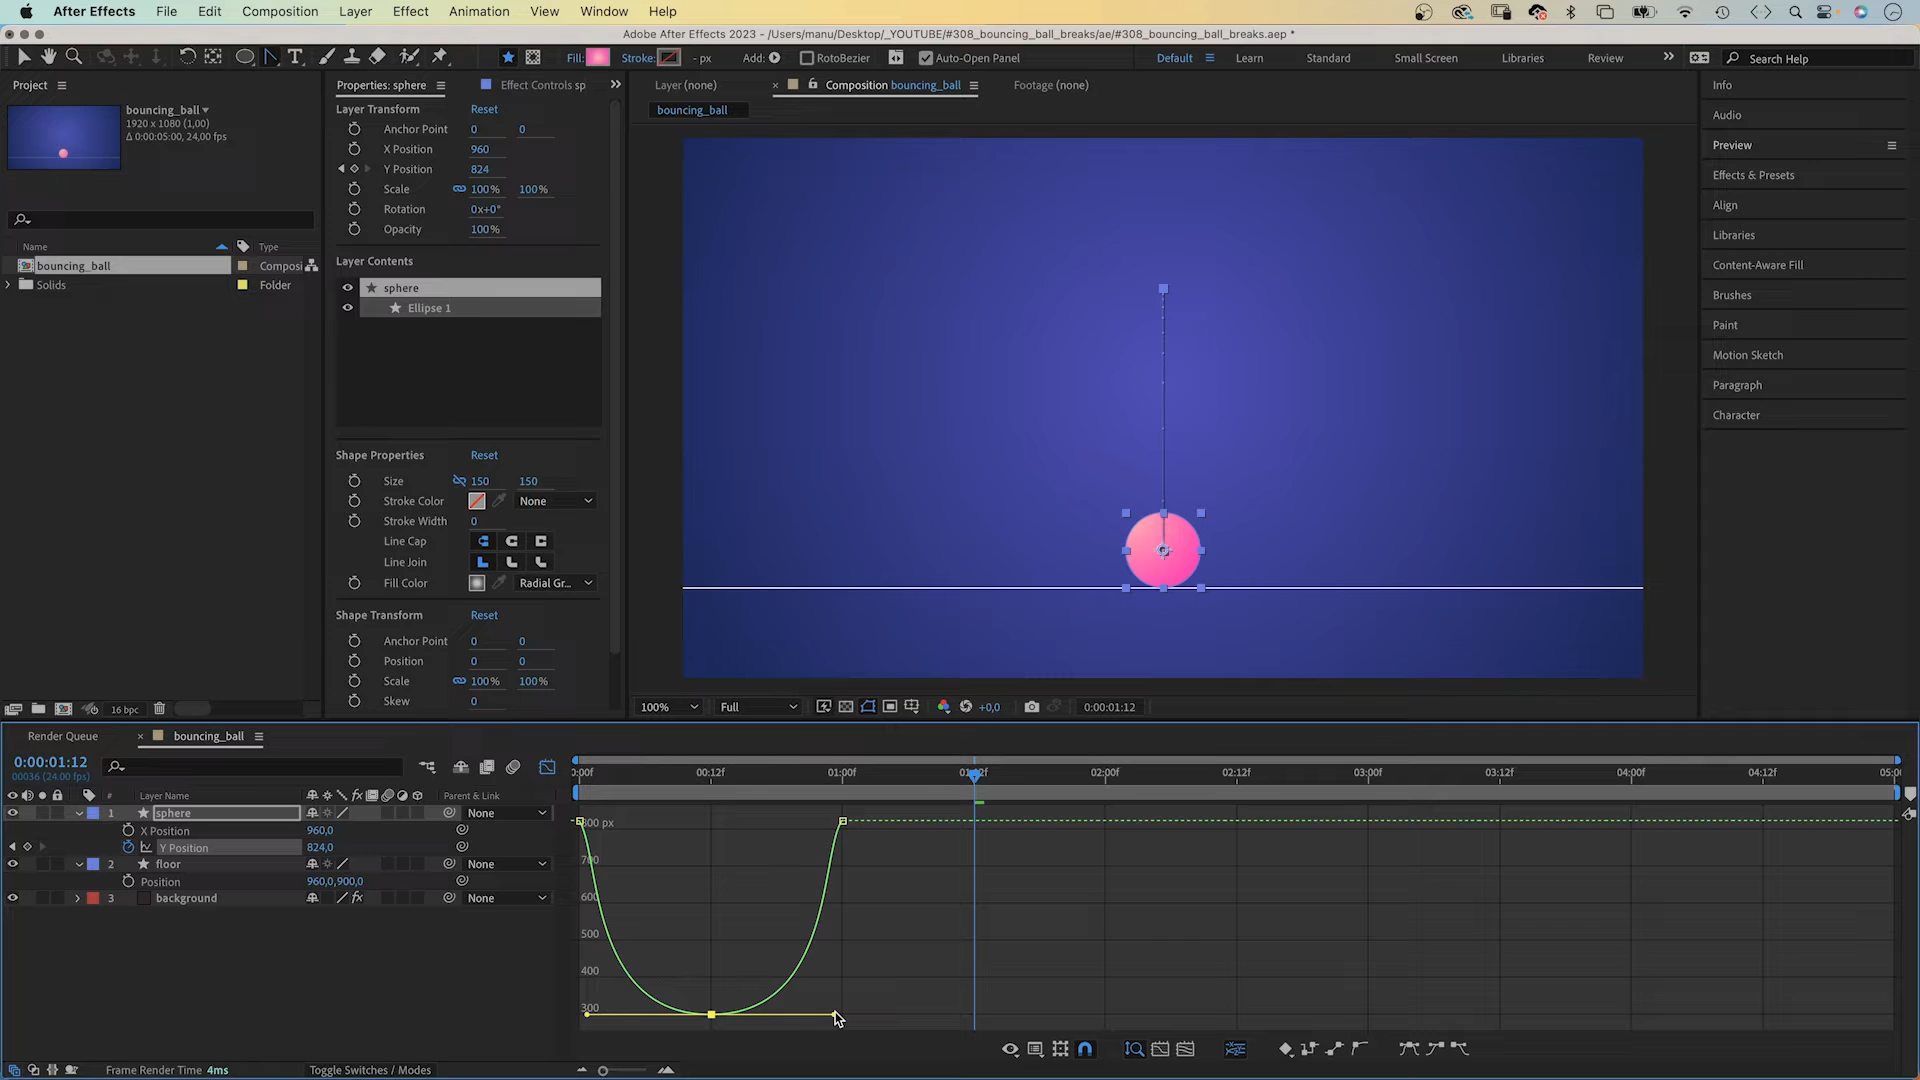 After Effects File Edit Composition Layer Effect Animation View Window Help
Adobe After Effects 2023 - /Users/manu/Desktop/_YOUTUBE/#308_bouncing_ball_breaks/ae/#308_bouncing_ball_breaks.aep *
Fill: Stroke: - px Add: RotoBezier Auto-Open Panel Default Learn Standard Small Screen Libraries Review Search Help
Project
bouncing_ball
1920 x 1080 (1,00)
Δ 0:00:05:00, 24,00 fps
Name Type
bouncing_ball Composi
Solids Folder
16 bpc
Properties: sphere Effect Controls sp
Layer Transform Reset
Anchor Point 0 0
X Position 960
Y Position 824
Scale 100% 100%
Rotation 0x+0°
Opacity 100%
Layer Contents
sphere
Ellipse 1
Shape Properties Reset
Size 150 150
Stroke Color None
Stroke Width 0
Line Cap
Line Join
Fill Color Radial Gr...
Shape Transform Reset
Anchor Point 0 0
Position 0 0
Scale 100% 100%
Skew 0
Layer (none) Composition bouncing_ball Footage (none)
bouncing_ball
100% Full +0,0 0:00:01:12
Info
Audio
Preview
Effects & Presets
Align
Libraries
Content-Aware Fill
Brushes
Paint
Motion Sketch
Paragraph
Character
Render Queue bouncing_ball
0:00:01:12
00036 (24.00 fps)
# Layer Name Parent & Link
1 sphere None
X Position 960,0
Y Position 824,0
2 floor None
Position 960,0,900,0
3 background None
:00f 00:12f 01:00f 02:00f 02:12f 03:00f 03:12f 04:00f 04:12f 05:0
800 px
700
600
500
400
300
Frame Render Time 4ms Toggle Switches / Modes